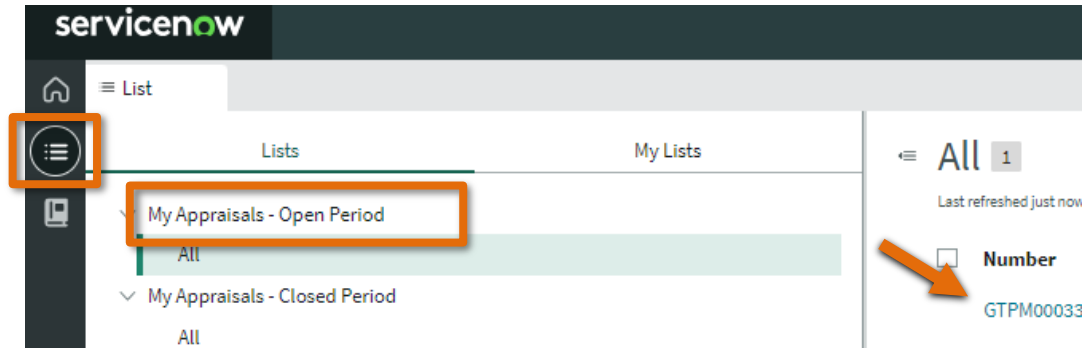 servicenow
List
Lists
My Lists
My Appraisals - Open Period
All
My Appraisals - Closed Period
All
All 1
Last refreshed just now
Number
GTPM00033